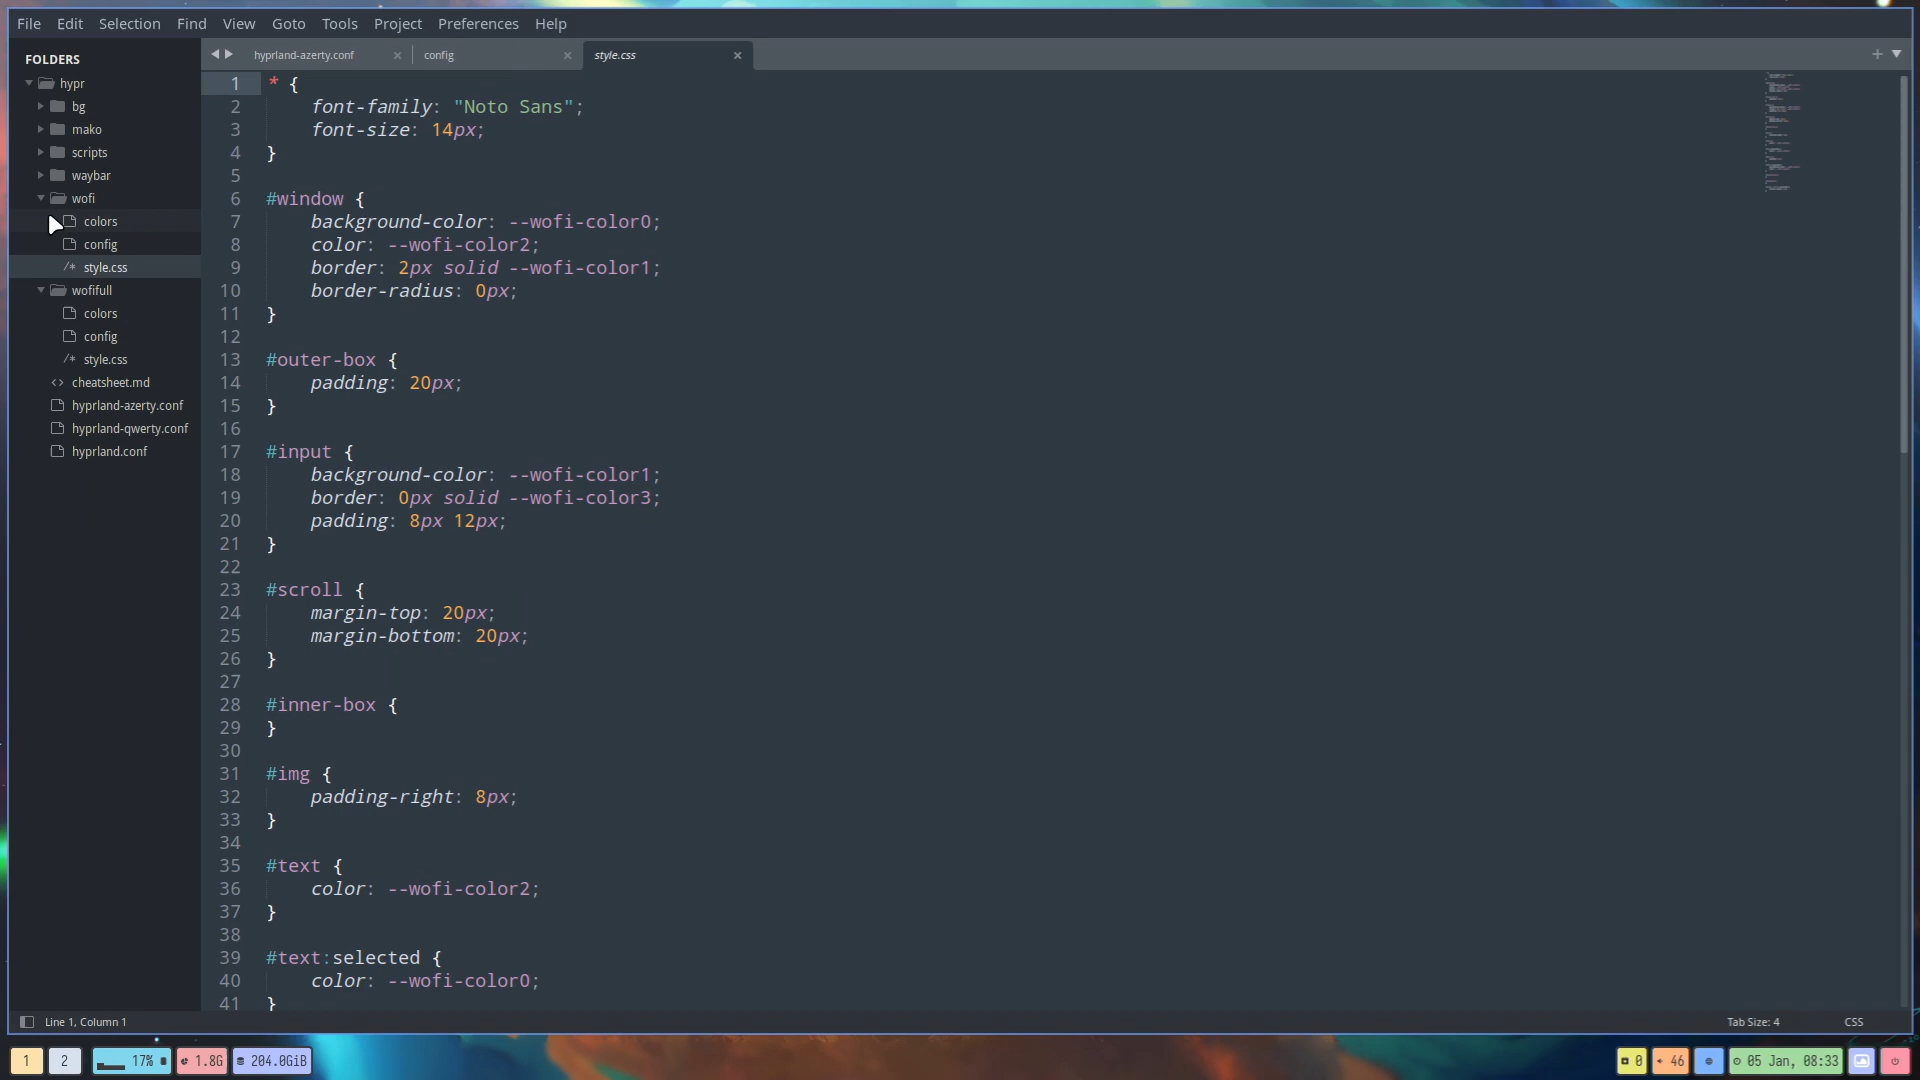 File Edit Selection Find View Goto Tools Project Preferences Help
FOLDERS
hypr
bg
mako
scripts
waybar
wofi
colors
config
/* style.css
wofifull
colors
config
/* style.css
<> cheatsheet.md
hyprland-azerty.conf
hyprland-qwerty.conf
hyprland.conf
hyprland-azerty.conf × config × style.css ×
1 * {
2 font-family: "Noto Sans";
3 font-size: 14px;
4 }
5
6 #window {
7 background-color: --wofi-color0;
8 color: --wofi-color2;
9 border: 2px solid --wofi-color1;
10 border-radius: 0px;
11 }
12
13 #outer-box {
14 padding: 20px;
15 }
16
17 #input {
18 background-color: --wofi-color1;
19 border: 0px solid --wofi-color3;
20 padding: 8px 12px;
21 }
22
23 #scroll {
24 margin-top: 20px;
25 margin-bottom: 20px;
26 }
27
28 #inner-box {
29 }
30
31 #img {
32 padding-right: 8px;
33 }
34
35 #text {
36 color: --wofi-color2;
37 }
38
39 #text:selected {
40 color: --wofi-color0;
41 }
Line 1, Column 1 Tab Size: 4 CSS
1 2 17% 1.8G 204.0GiB 0 46 05 Jan, 08:33